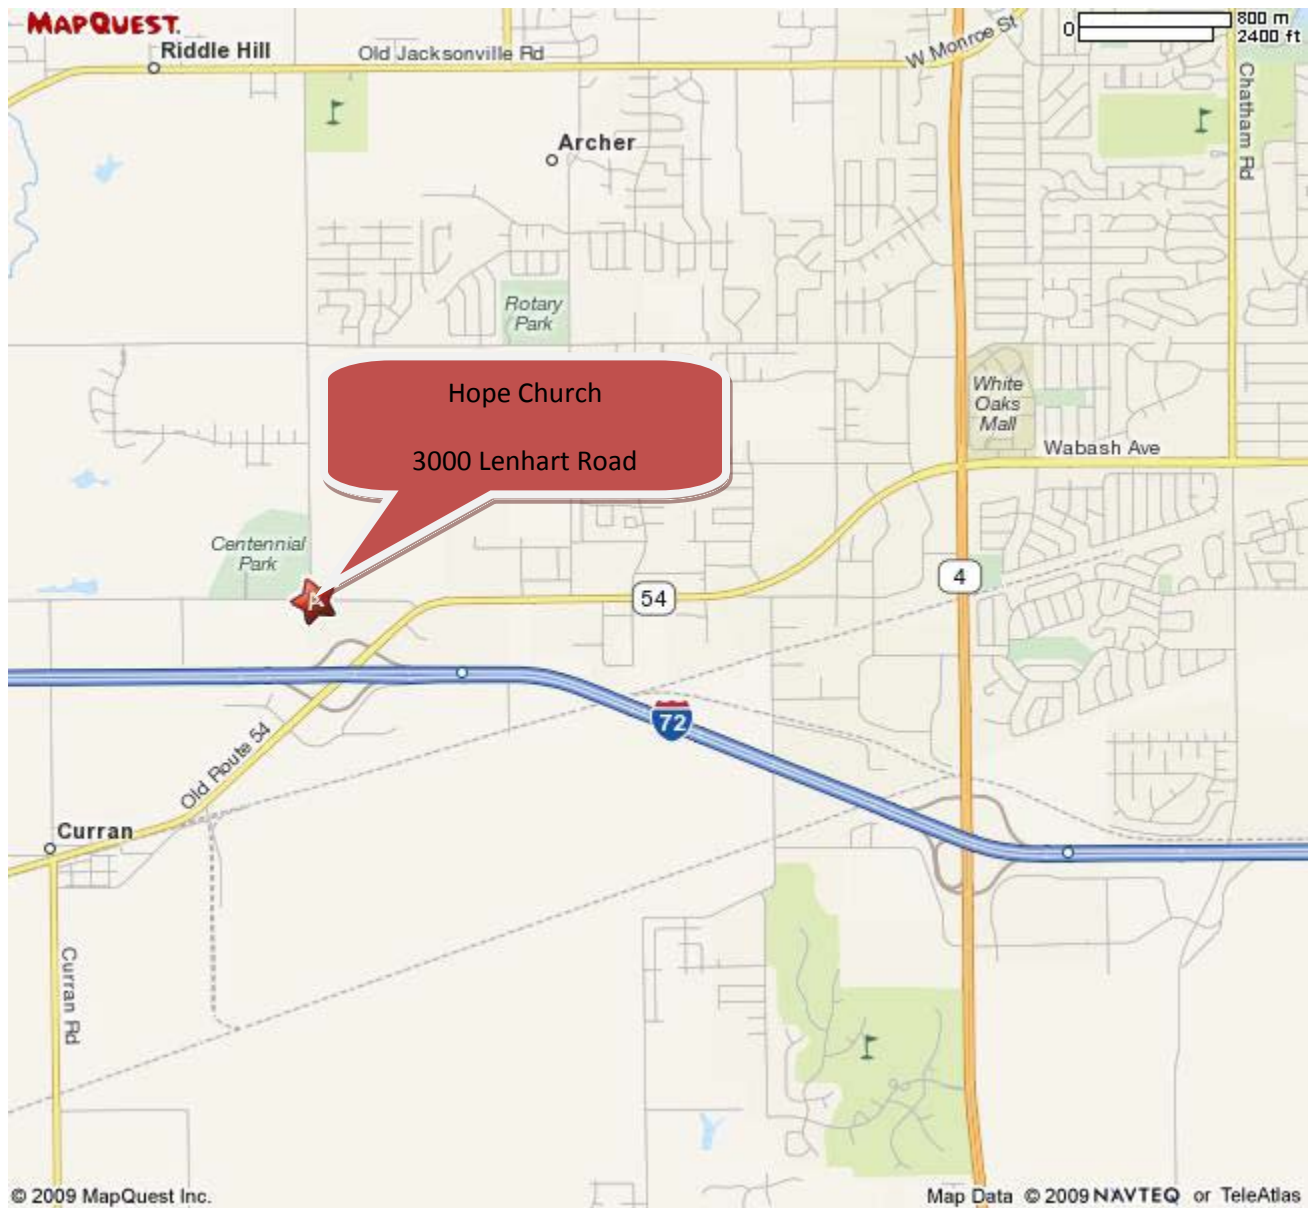 MAPQUEST.
Riddle Hill
Old Jacksonville Rd
W Monroe St
0
800 m
2400 ft
Chatham Rd
Archer
Rotary
Park
Hope Church
3000 Lenhart Road
White
Oaks
Mall
Wabash Ave
Centennial
Park
A
54
4
72
Old Route 54
Curran
Curran Rd
© 2009 MapQuest Inc.
Map Data © 2009 NAVTEQ or TeleAtlas